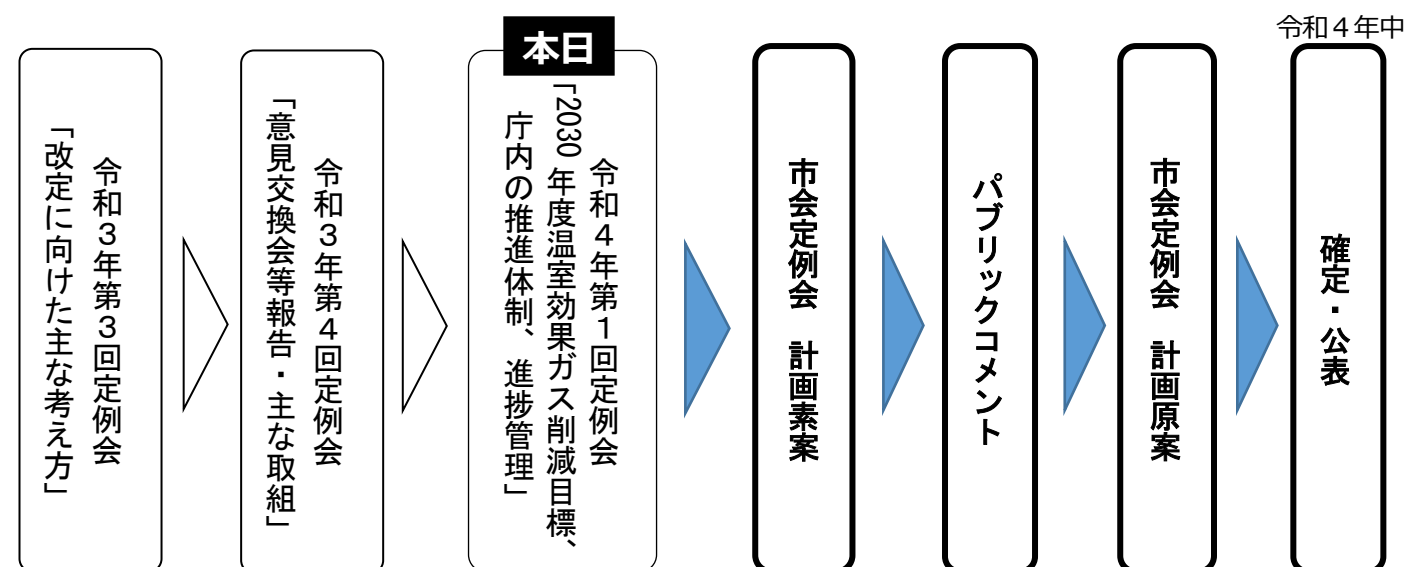 令和３年第３回定例会
「改定に向けた主な考え方」
令和３年第４回定例会
「意見交換会等報告・主な取組」
本日
令和４年第１回定例会
「2030 年度温室効果ガス削減目標、
庁内の推進体制、進捗管理」
市会定例会　計画素案
パブリックコメント
市会定例会　計画原案
令和４年中
確定・公表